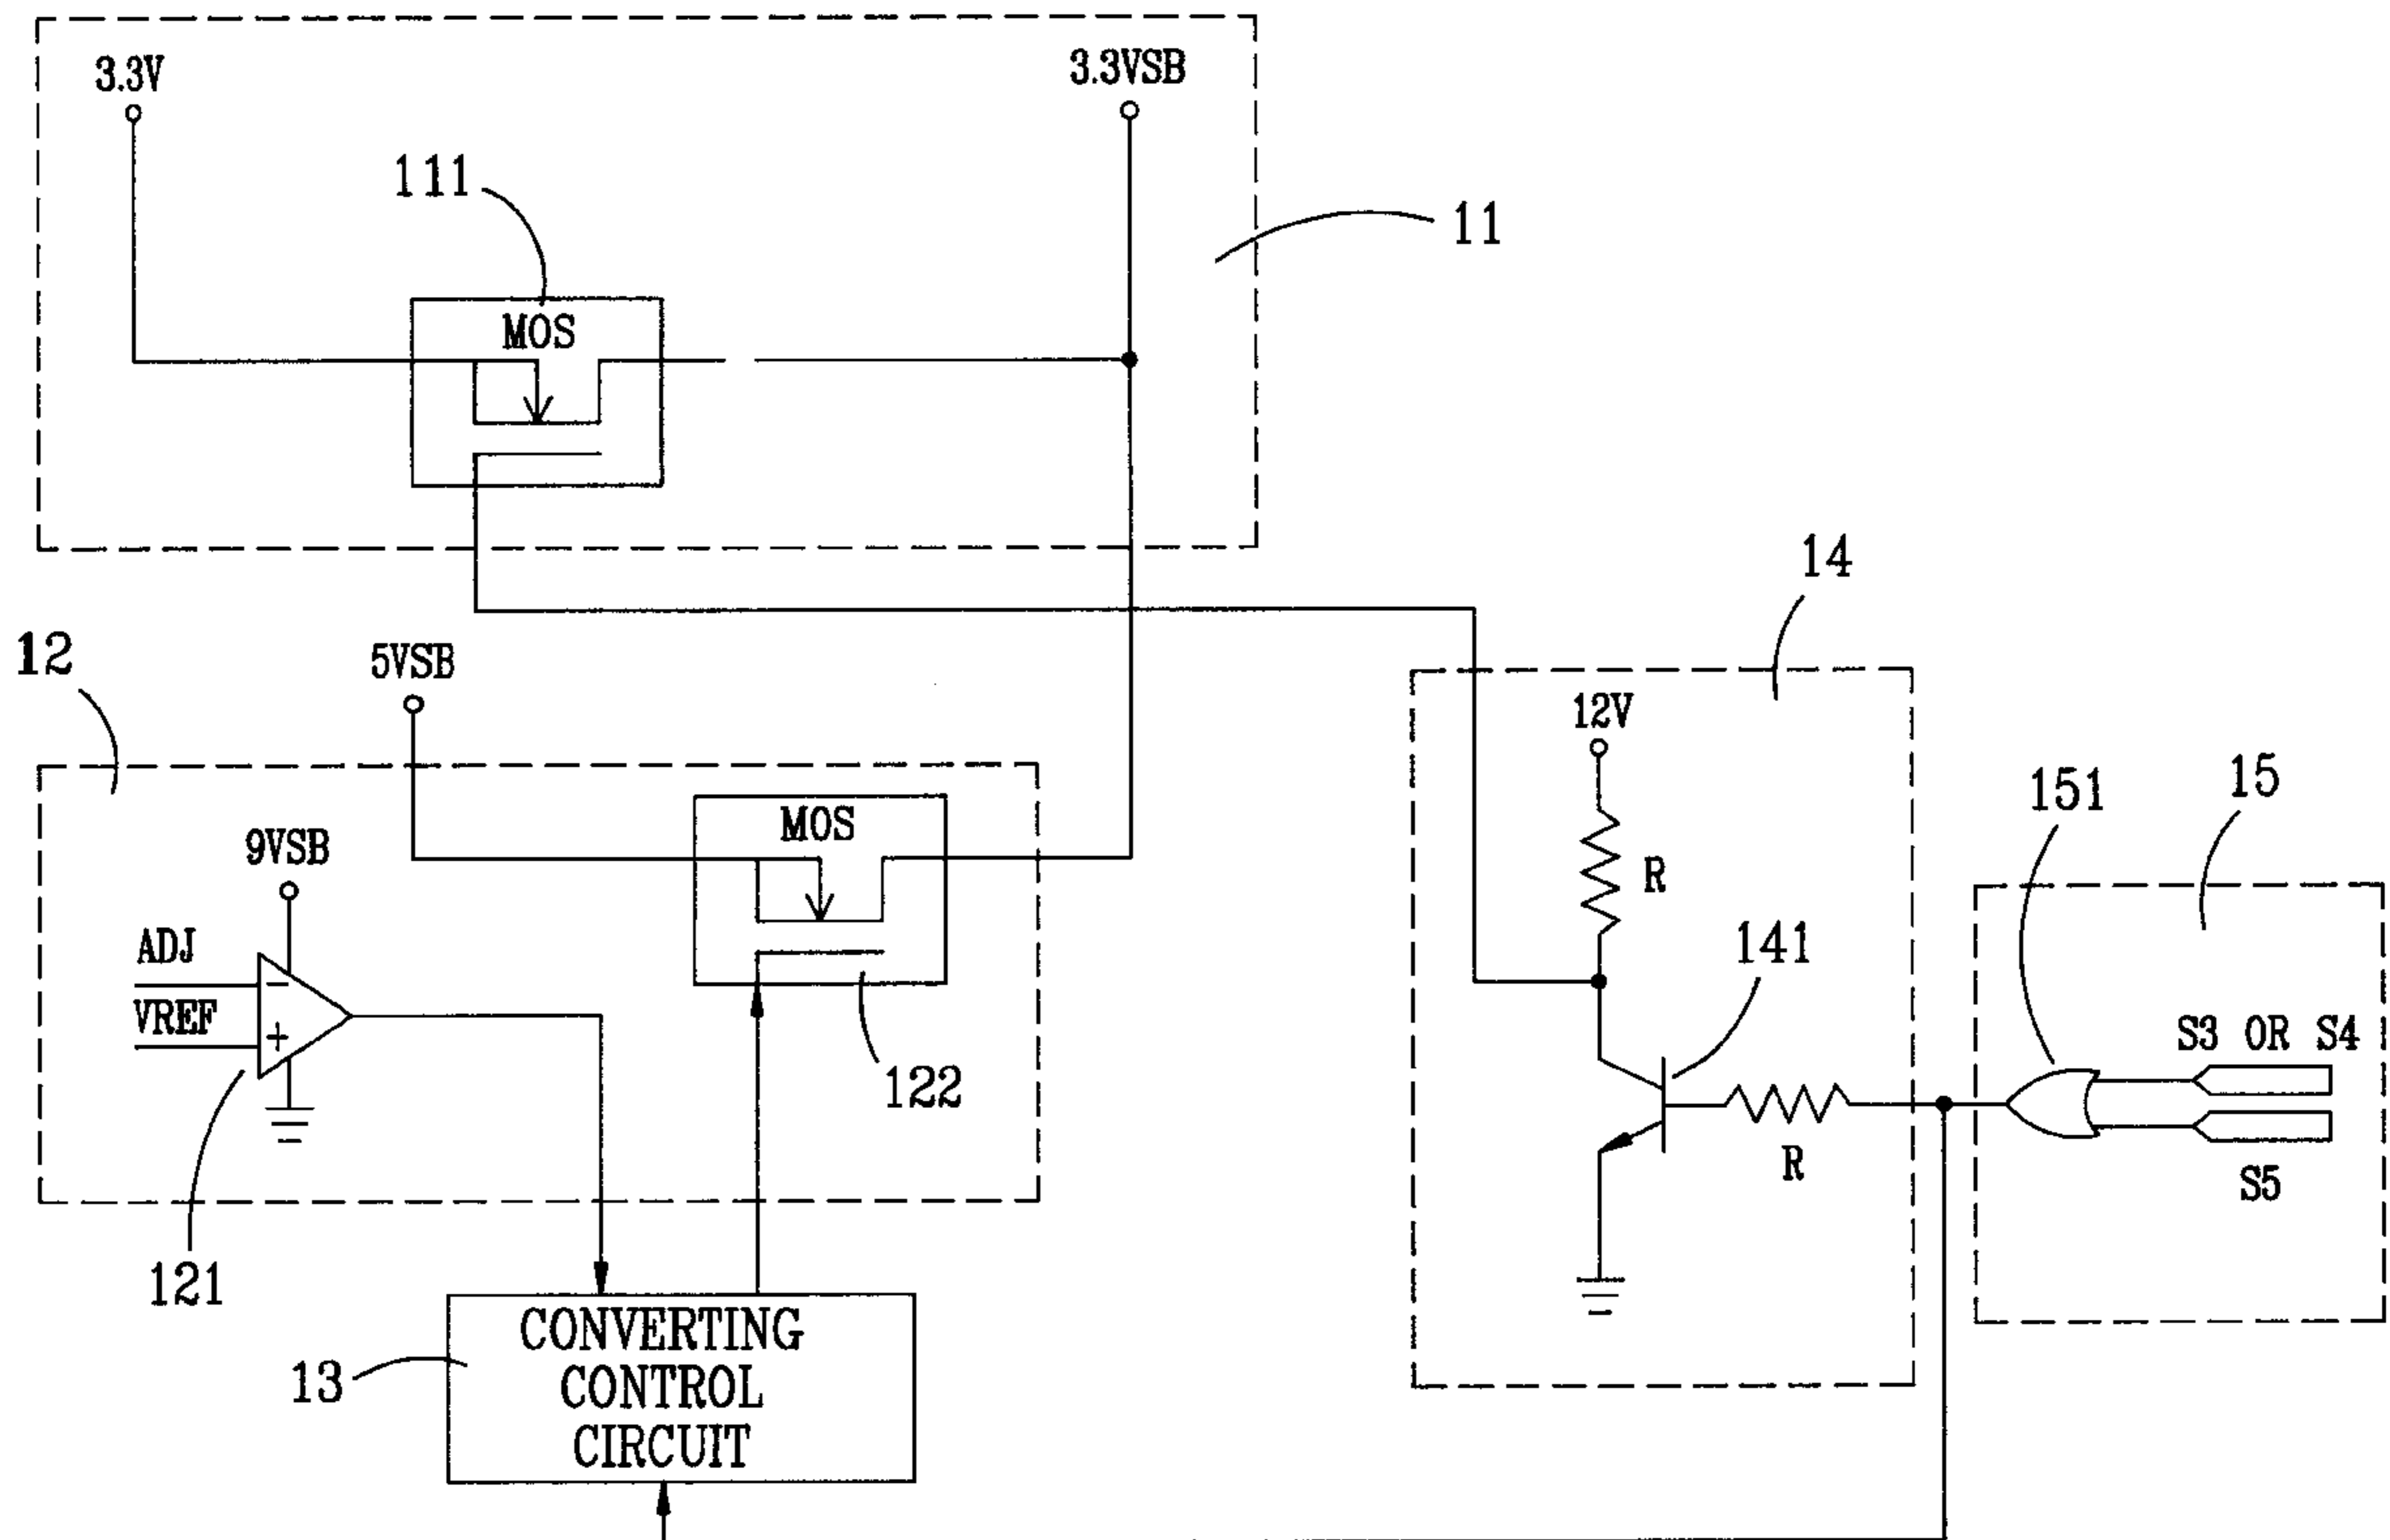 3.3V
3.3VSB
111
MOS
11
14
12
5VSB
12V
MOS
151
15
9VSB
R
ADJ
141
VREF
S3 OR S4
122
R
S5
121
CONVERTING
CONTROL
CIRCUIT
13